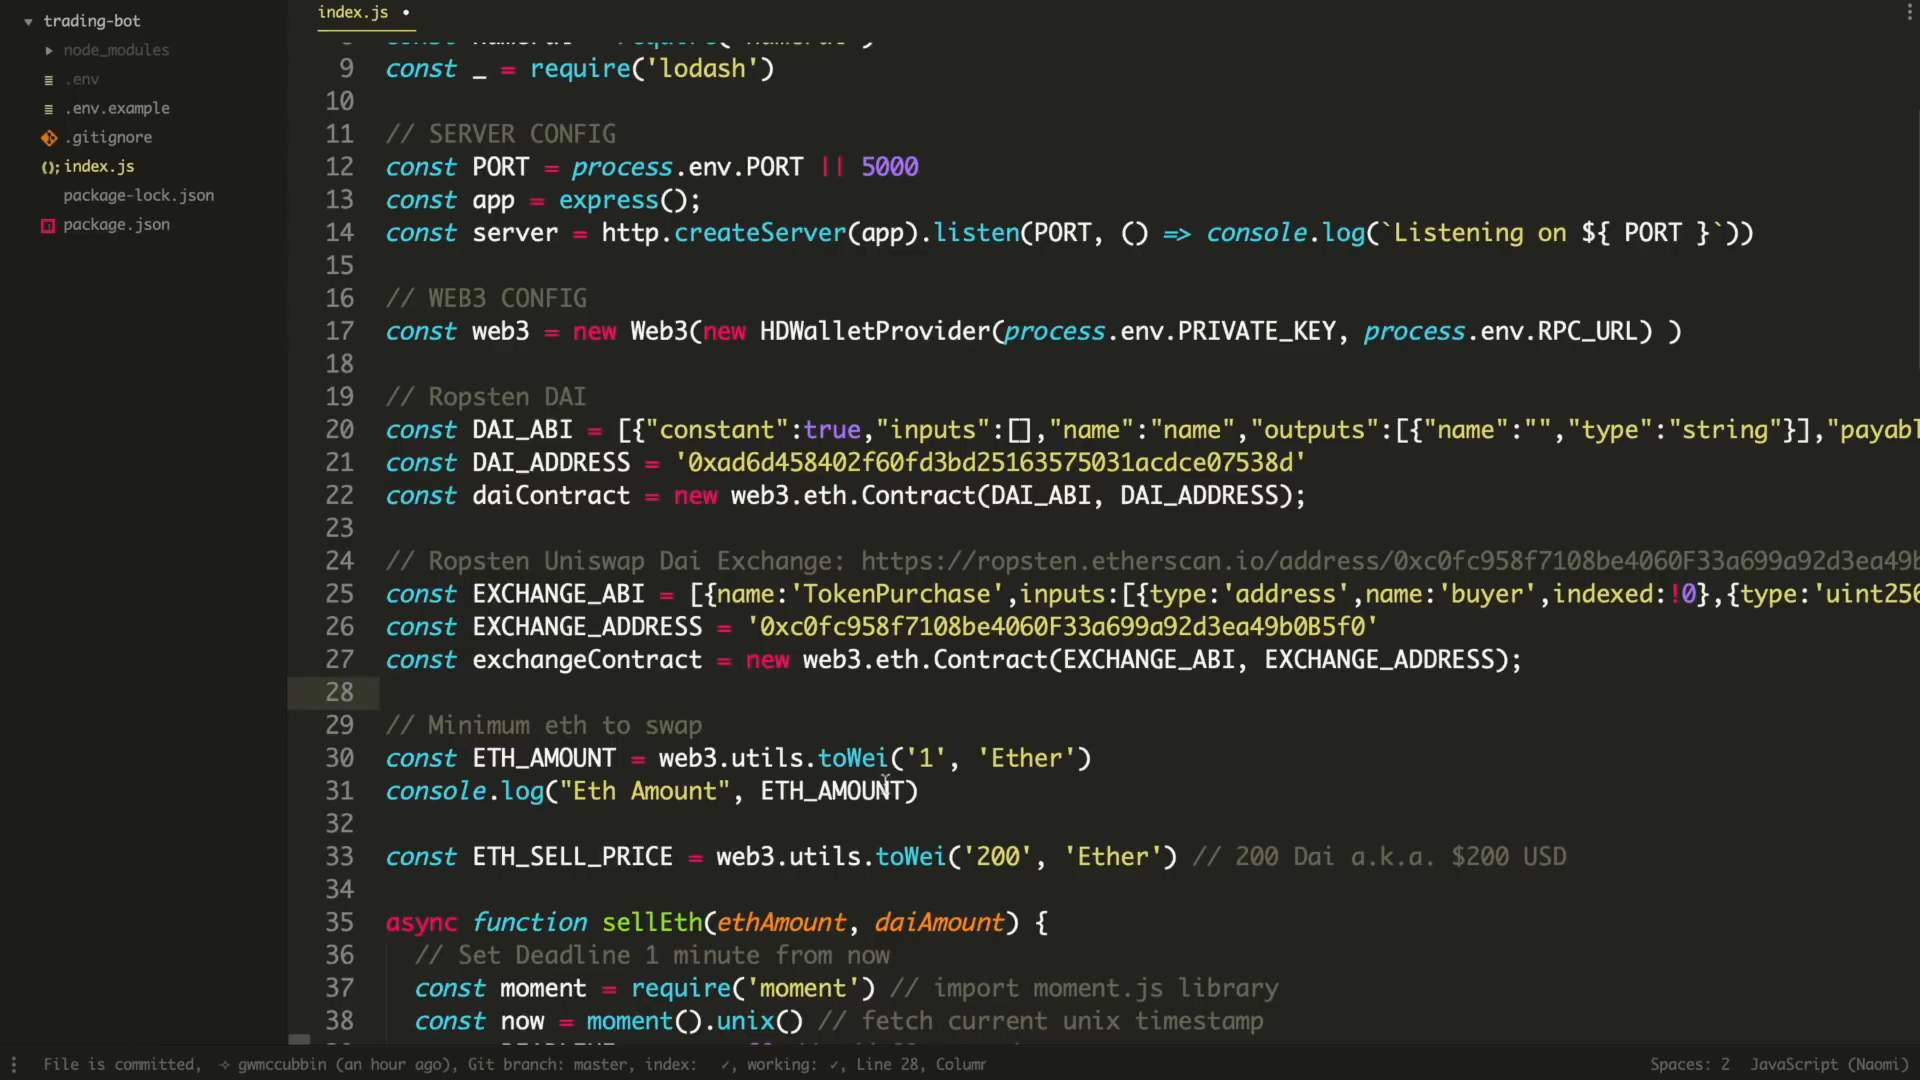 trading-bot
node_modules
.env
.env.example
.gitignore
index.js
package-lock.json
package.json
index.js
9 const _ = require('lodash')
10
11 // SERVER CONFIG
12 const PORT = process.env.PORT || 5000
13 const app = express();
14 const server = http.createServer(app).listen(PORT, () => console.log(`Listening on ${ PORT }`))
15
16 // WEB3 CONFIG
17 const web3 = new Web3(new HDWalletProvider(process.env.PRIVATE_KEY, process.env.RPC_URL) )
18
19 // Ropsten DAI
20 const DAI_ABI = [{"constant":true,"inputs":[],"name":"name","outputs":[{"name":"","type":"string"}],"payabl
21 const DAI_ADDRESS = '0xad6d458402f60fd3bd25163575031acdce07538d'
22 const daiContract = new web3.eth.Contract(DAI_ABI, DAI_ADDRESS);
23
24 // Ropsten Uniswap Dai Exchange: https://ropsten.etherscan.io/address/0xc0fc958f7108be4060F33a699a92d3ea49b
25 const EXCHANGE_ABI = [{name:'TokenPurchase',inputs:[{type:'address',name:'buyer',indexed:!0},{type:'uint256
26 const EXCHANGE_ADDRESS = '0xc0fc958f7108be4060F33a699a92d3ea49b0B5f0'
27 const exchangeContract = new web3.eth.Contract(EXCHANGE_ABI, EXCHANGE_ADDRESS);
28
29 // Minimum eth to swap
30 const ETH_AMOUNT = web3.utils.toWei('1', 'Ether')
31 console.log("Eth Amount", ETH_AMOUNT)
32
33 const ETH_SELL_PRICE = web3.utils.toWei('200', 'Ether') // 200 Dai a.k.a. $200 USD
34
35 async function sellEth(ethAmount, daiAmount) {
36 // Set Deadline 1 minute from now
37 const moment = require('moment') // import moment.js library
38 const now = moment().unix() // fetch current unix timestamp
File is committed, gwmccubbin (an hour ago), Git branch: master, index: ✓, working: ✓, Line 28, Column
Spaces: 2 JavaScript (Naomi)